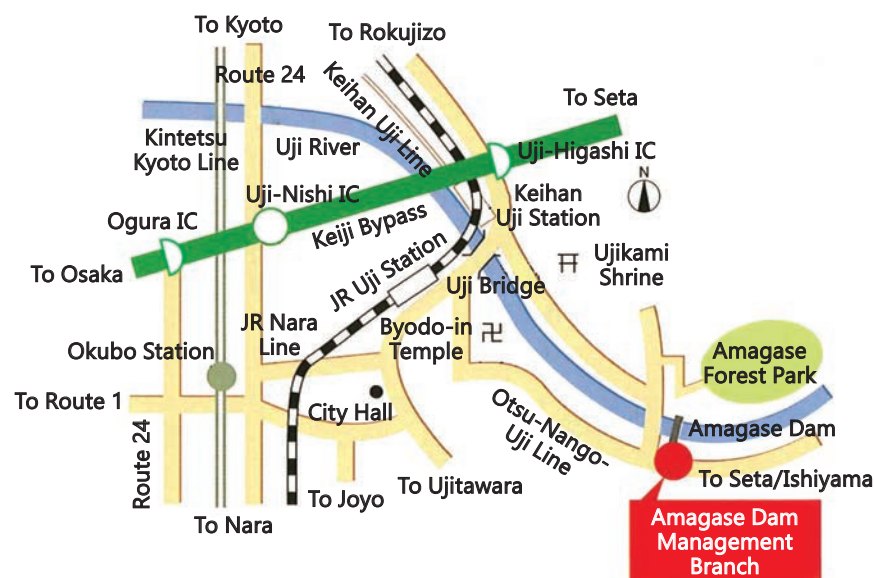 To Kyoto
To Rokujizo
Route 24
Keihan Uji Line
To Seta
Kintetsu
Kyoto Line
Uji River
Uji-Higashi IC
N
Uji-Nishi IC
Keihan
Uji Station
Ogura IC
Keiji Bypass
To Osaka
JR Uji Station
Ujikami
Shrine
Uji Bridge
JR Nara
Line
Byodo-in
Temple
卍
Okubo Station
Amagase
Forest Park
To Route 1
City Hall
Otsu-Nango-
Uji Line
Amagase Dam
Route 24
To Joyo
To Ujitawara
To Seta/Ishiyama
To Nara
Amagase Dam
Management
Branch